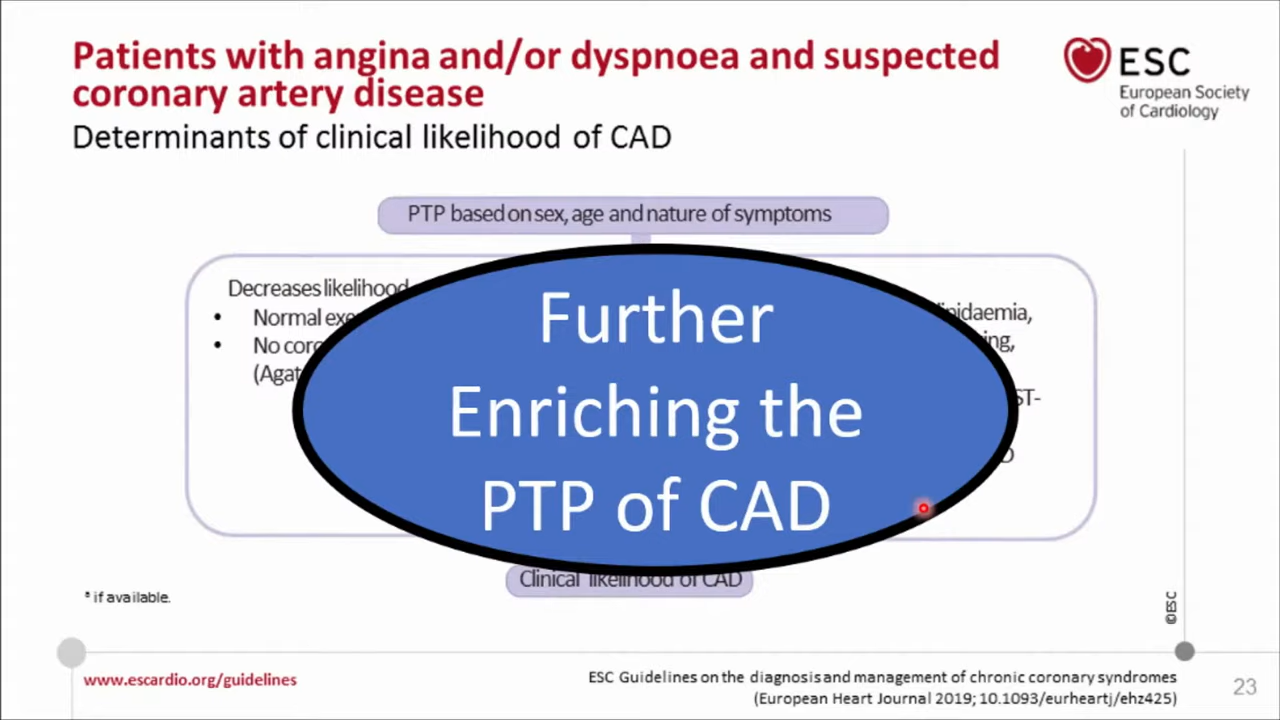 Patients with angina and/or dyspnoea and suspected
coronary artery disease
Determinants of clinical likelihood of CAD
ESC
European Society
of Cardiology
PTP based on sex, age and nature of symptoms
Decreases likelihood
• Normal
• No
Further
Enriching the
PTP of CAD
Clinical likelihood of CAD
ª if available.
©ESC
www.escardio.org/guidelines
ESC Guidelines on the diagnosis and management of chronic coronary syndromes
(European Heart Journal 2019; 10.1093/eurheartj/ehz425)
23